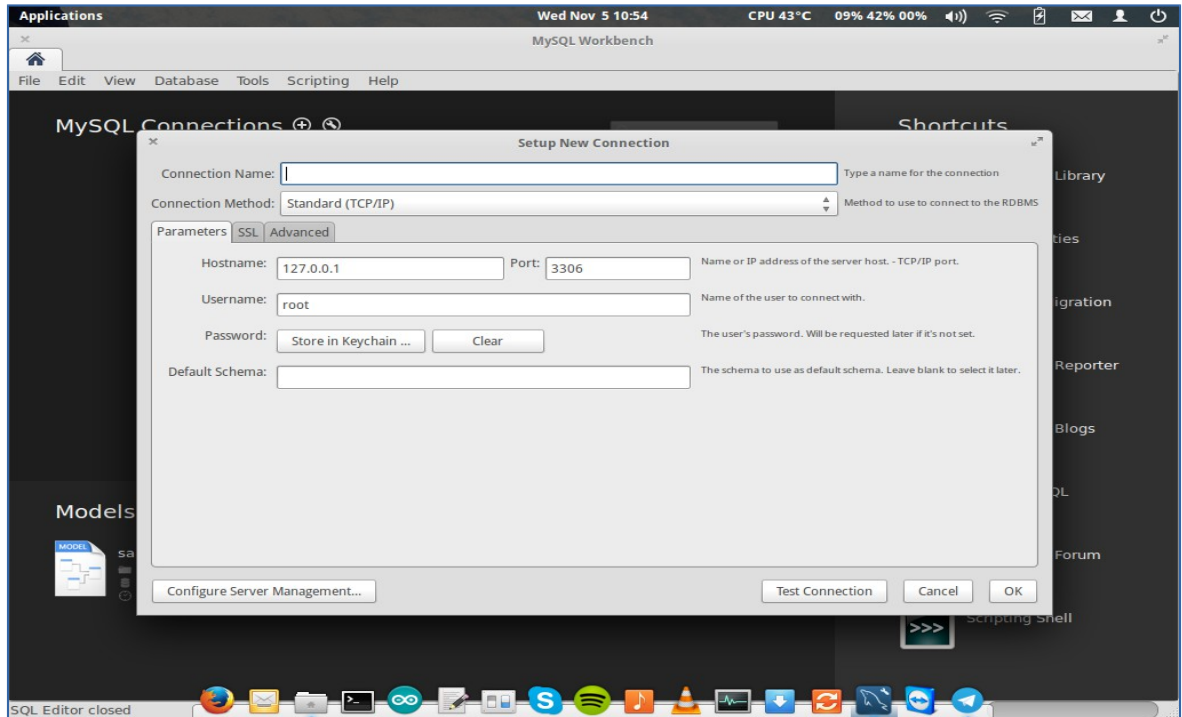 Applications Wed Nov 5 10:54 CPU 43°C 09% 42% 00%
MySQL Workbench
File Edit View Database Tools Scripting Help
MySQL Connections
Shortcuts
Setup New Connection
Connection Name: Type a name for the connection
Connection Method: Standard (TCP/IP) Method to use to connect to the RDBMS
Parameters SSL Advanced
Hostname: 127.0.0.1 Port: 3306 Name or IP address of the server host. - TCP/IP port.
Username: root Name of the user to connect with.
Password: Store in Keychain ... Clear The user's password. Will be requested later if it's not set.
Default Schema: The schema to use as default schema. Leave blank to select it later.
Configure Server Management... Test Connection Cancel OK
Library
ties
igration
Reporter
Blogs
QL
Forum
Scripting Shell
>>>
Models
MODEL
sa
SQL Editor closed